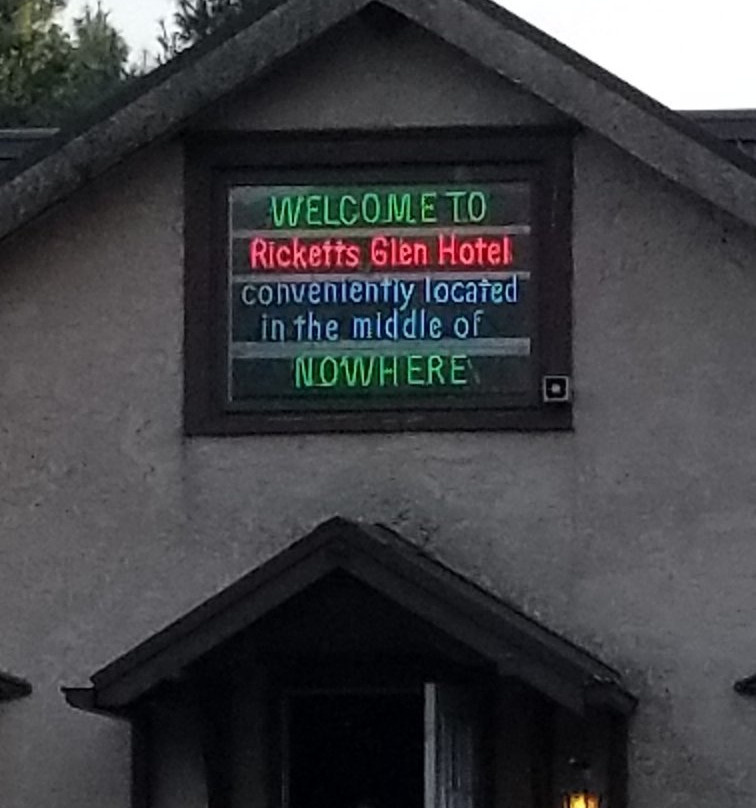 WELCOME TO
Ricketts Glen Hotel
conveniently located
in the middle of
NOWHERE